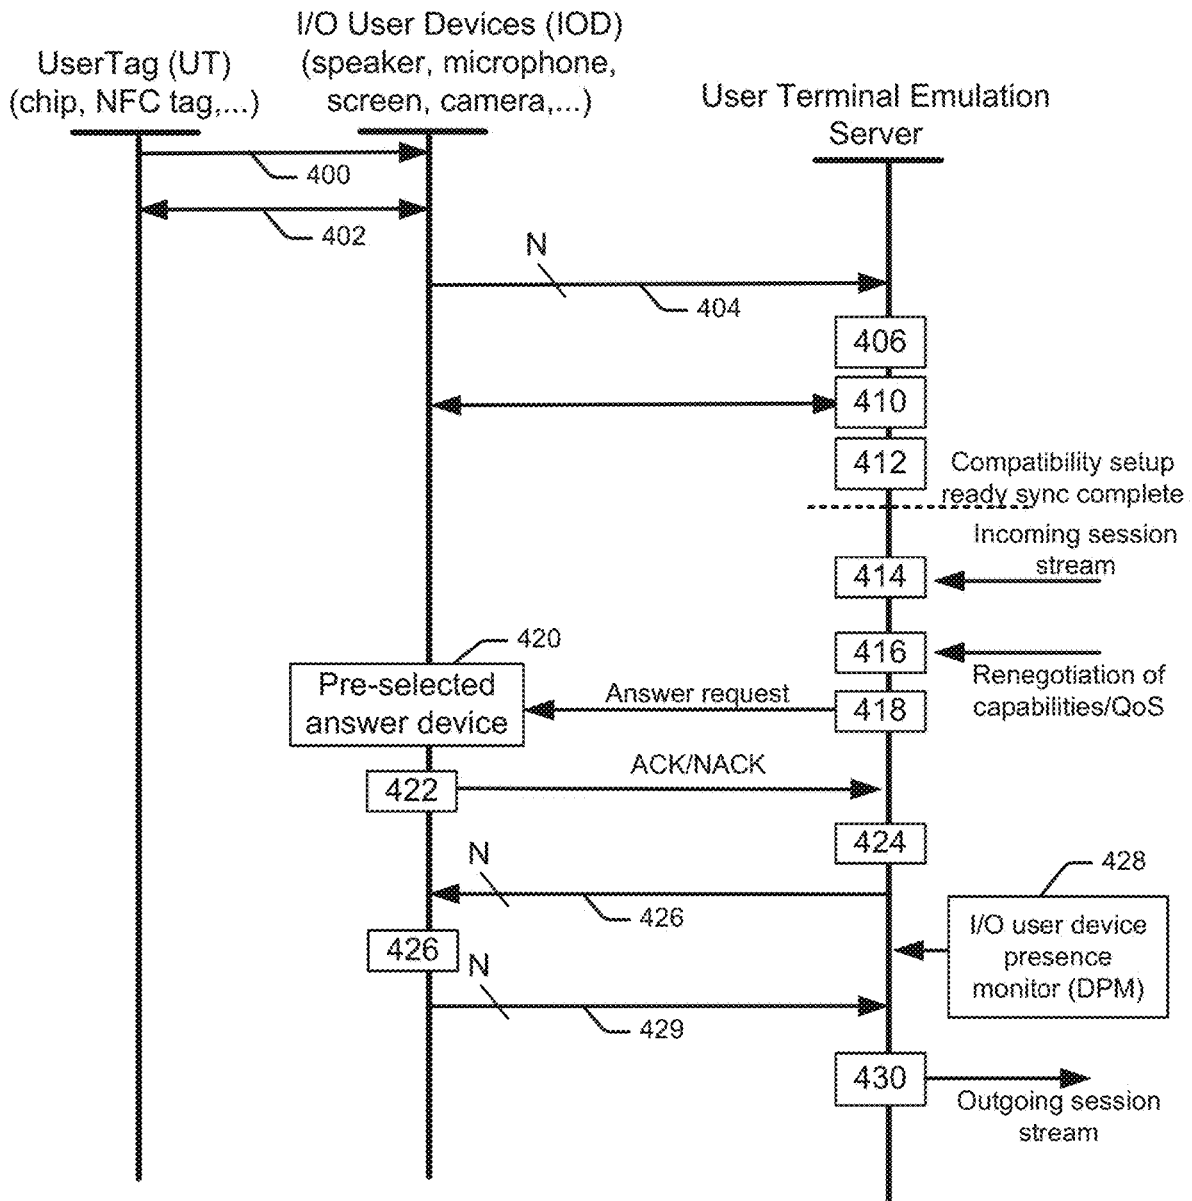 UserTag (UT)
(chip, NFC tag,...)
I/O User Devices (IOD)
(speaker, microphone,
screen, camera,...)
User Terminal Emulation
Server
400
402
N
404
406
410
412
Compatibility setup
ready sync complete
Incoming session
stream
414
416
Renegotiation of
capabilities/QoS
420
Pre-selected
answer device
Answer request
418
422
ACK/NACK
424
N
426
428
I/O user device
presence
monitor (DPM)
426
N
429
430
Outgoing session
stream